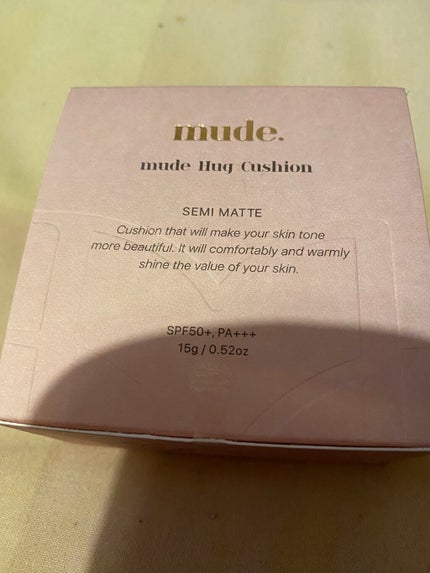 mude.
mude Hug Cushion
SEMI MATTE
Cushion that will make your skin tone
more beautiful. It will comfortably and warmly
shine the value of your skin.
SPF50+, PA+++
15g / 0.52oz